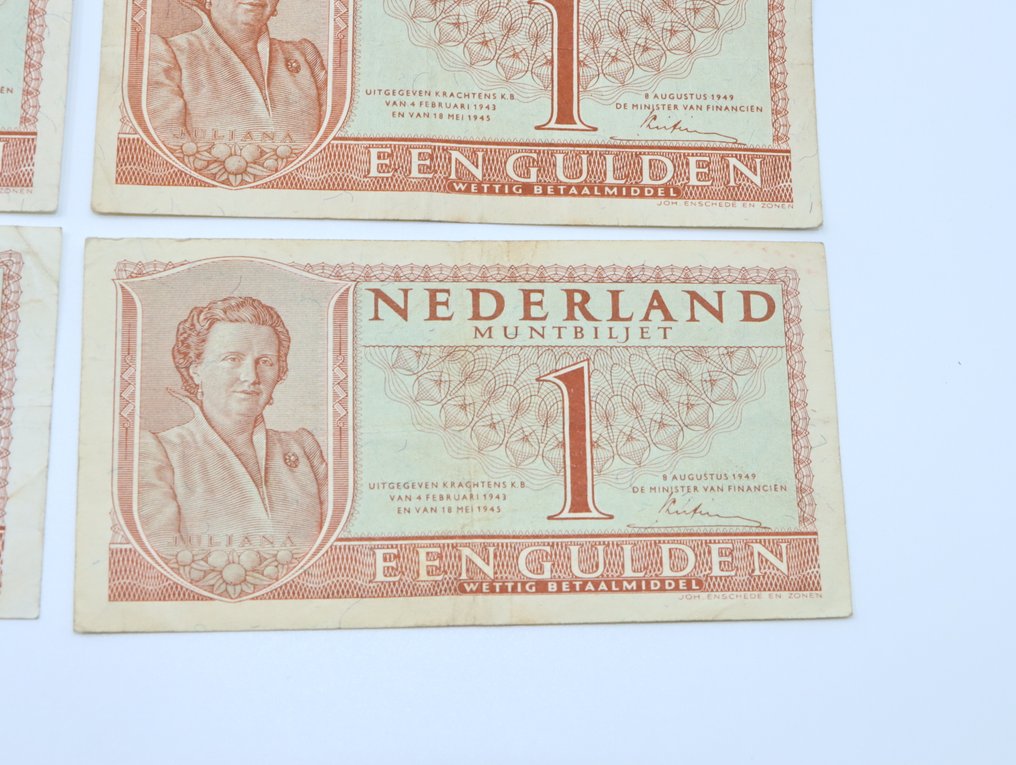 1
UITGEGEVEN KRACHTENS K.B.
VAN 4 FEBRUARI 1943
EN VAN 18 MEI 1945
8 AUGUSTUS 1949
DE MINISTER VAN FINANCIËN
JULIANA
EEN GULDEN
WETTIG BETAALMIDDEL
JOH. ENSCHEDE EN ZONEN
ZONEN
NEDERLAND
MUNTBILJET
1
UITGEGEVEN KRACHTENS K.B.
VAN 4 FEBRUARI 1943
EN VAN 18 MEI 1945
8 AUGUSTUS 1949
DE MINISTER VAN FINANCIËN
JULIANA
EEN GULDEN
WETTIG BETAALMIDDEL
JOH. ENSCHEDE EN ZONEN